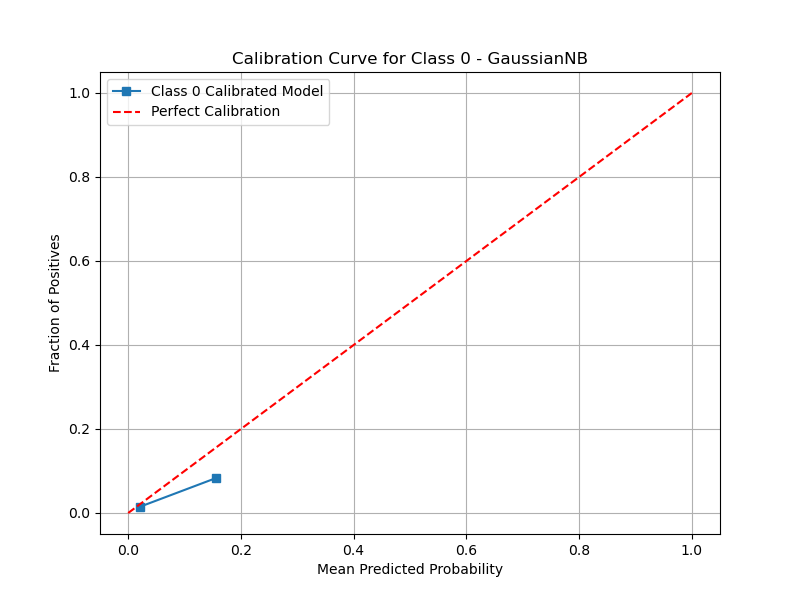 Calibration Curve for Class 0 - GaussianNB
Class 0 Calibrated Model
Perfect Calibration
1.0
0.8
0.6
0.4
0.2
0.0
Fraction of Positives
0.0 0.2 0.4 0.6 0.8 1.0
Mean Predicted Probability